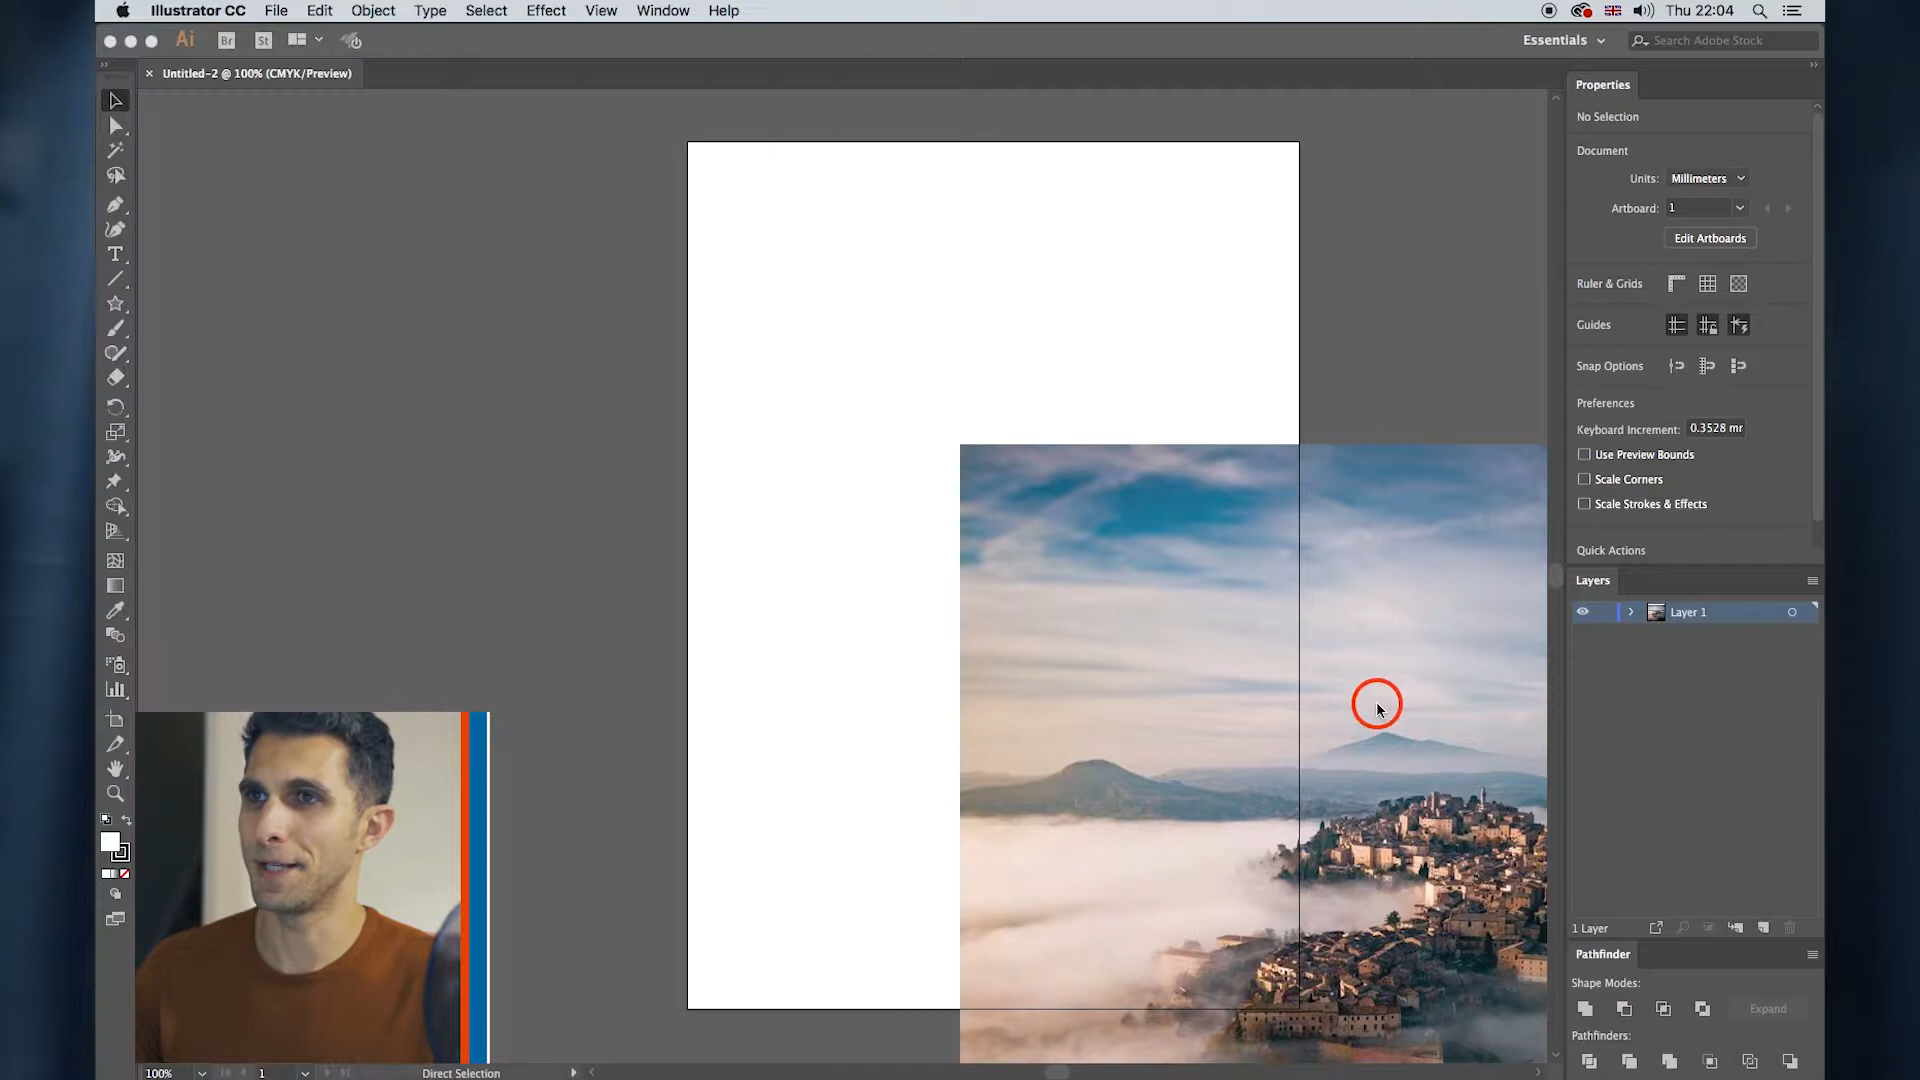 Illustrator CC File Edit Object Type Select Effect View Window Help Thu 22:04
Ai Br St Essentials Search Adobe Stock
× Untitled-2 @ 100% (CMYK/Preview)
Properties
No Selection
Document
Units: Millimeters
Artboard: 1
Edit Artboards
Ruler & Grids
Guides
Snap Options
Preferences
Keyboard Increment: 0.3528 mr
Use Preview Bounds
Scale Corners
Scale Strokes & Effects
Quick Actions
Layers
Layer 1
1 Layer
Pathfinder
Shape Modes:
Expand
Pathfinders:
100% 1 Direct Selection